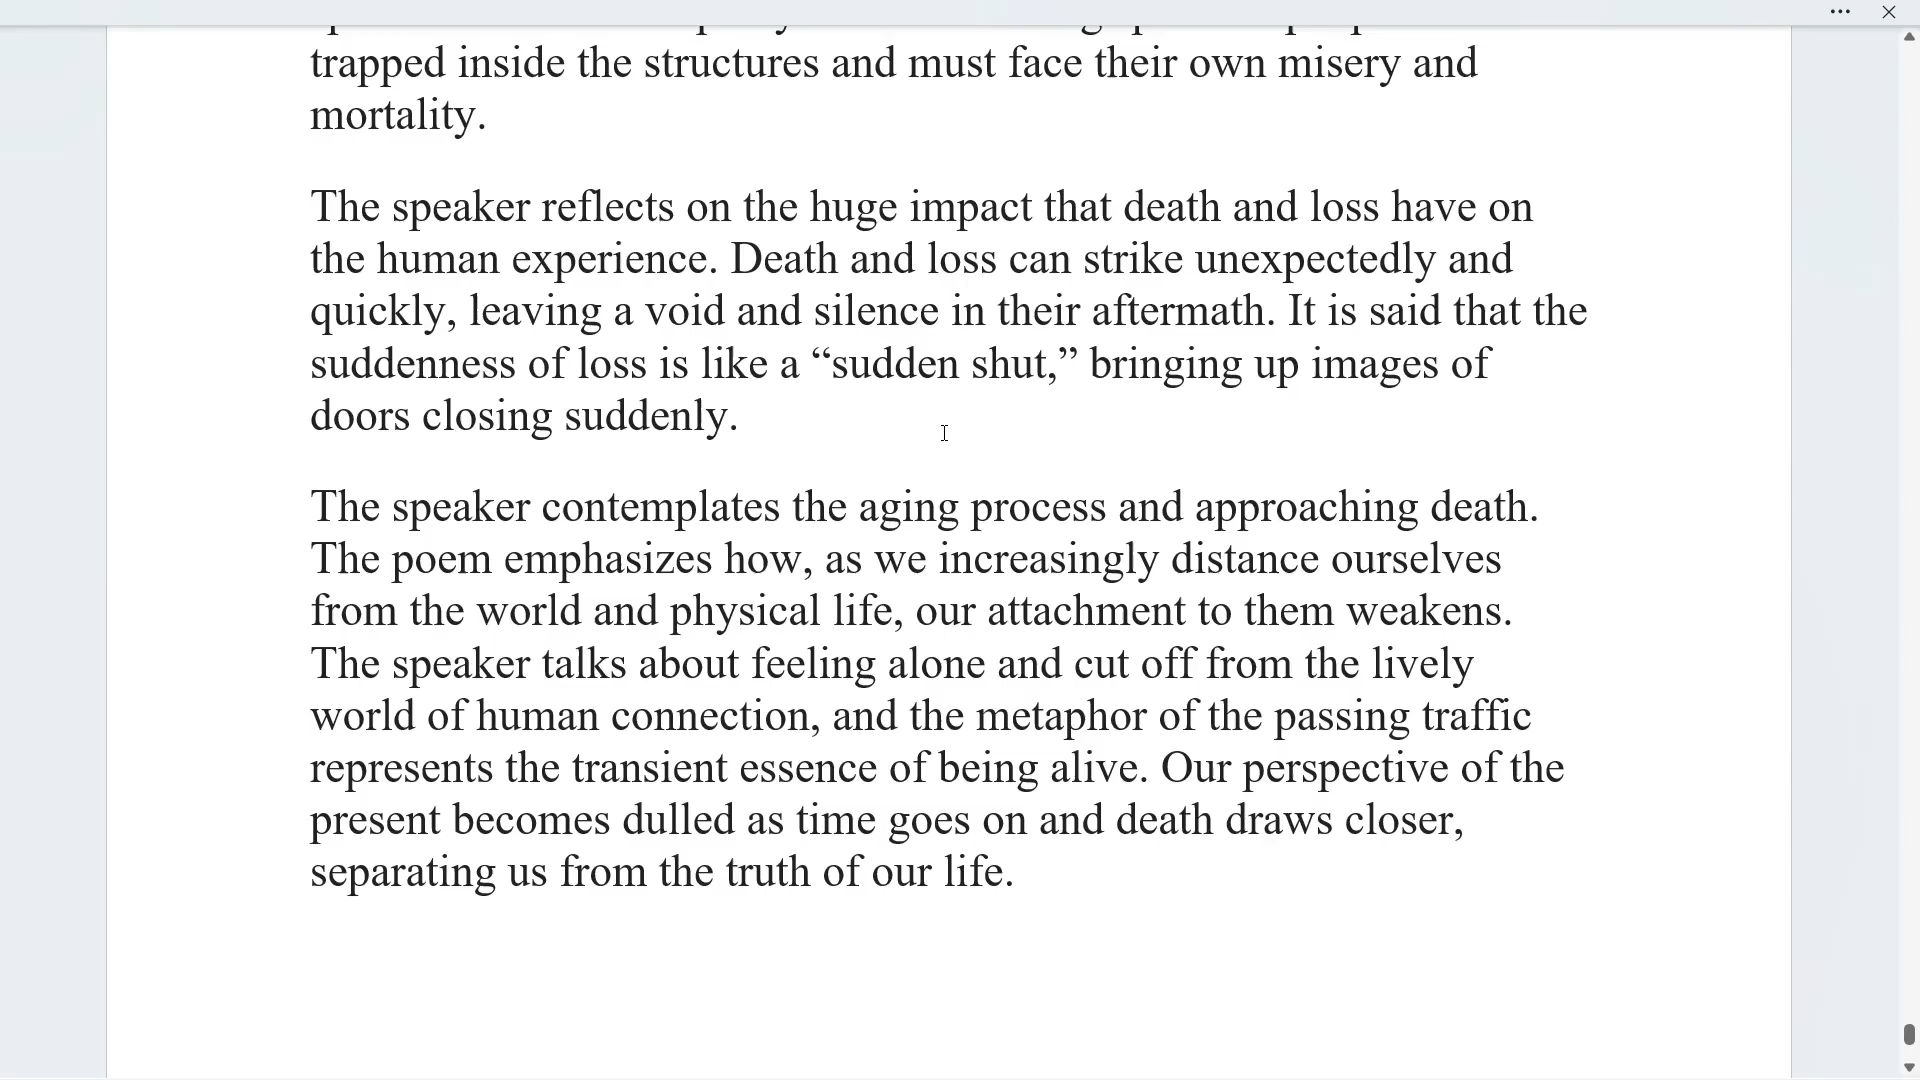 trapped inside the structures and must face their own misery and
mortality.
The speaker reflects on the huge impact that death and loss have on
the human experience. Death and loss can strike unexpectedly and
quickly, leaving a void and silence in their aftermath. It is said that the
suddenness of loss is like a “sudden shut,” bringing up images of
doors closing suddenly.
The speaker contemplates the aging process and approaching death.
The poem emphasizes how, as we increasingly distance ourselves
from the world and physical life, our attachment to them weakens.
The speaker talks about feeling alone and cut off from the lively
world of human connection, and the metaphor of the passing traffic
represents the transient essence of being alive. Our perspective of the
present becomes dulled as time goes on and death draws closer,
separating us from the truth of our life.